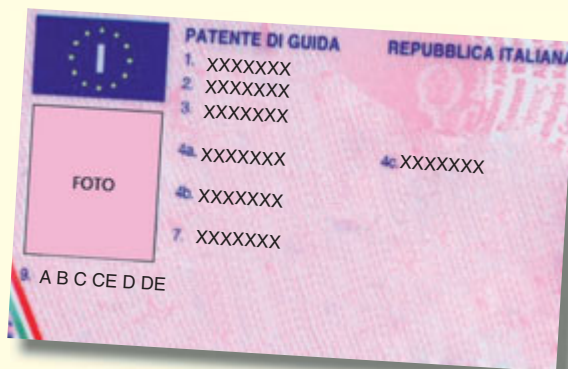 I
PATENTE DI GUIDA
REPUBBLICA ITALIANA
1. XXXXXXX
2. XXXXXXX
3. XXXXXXX
4a. XXXXXXX
4c. XXXXXXX
4b. XXXXXXX
7. XXXXXXX
FOTO
9. A B C CE D DE